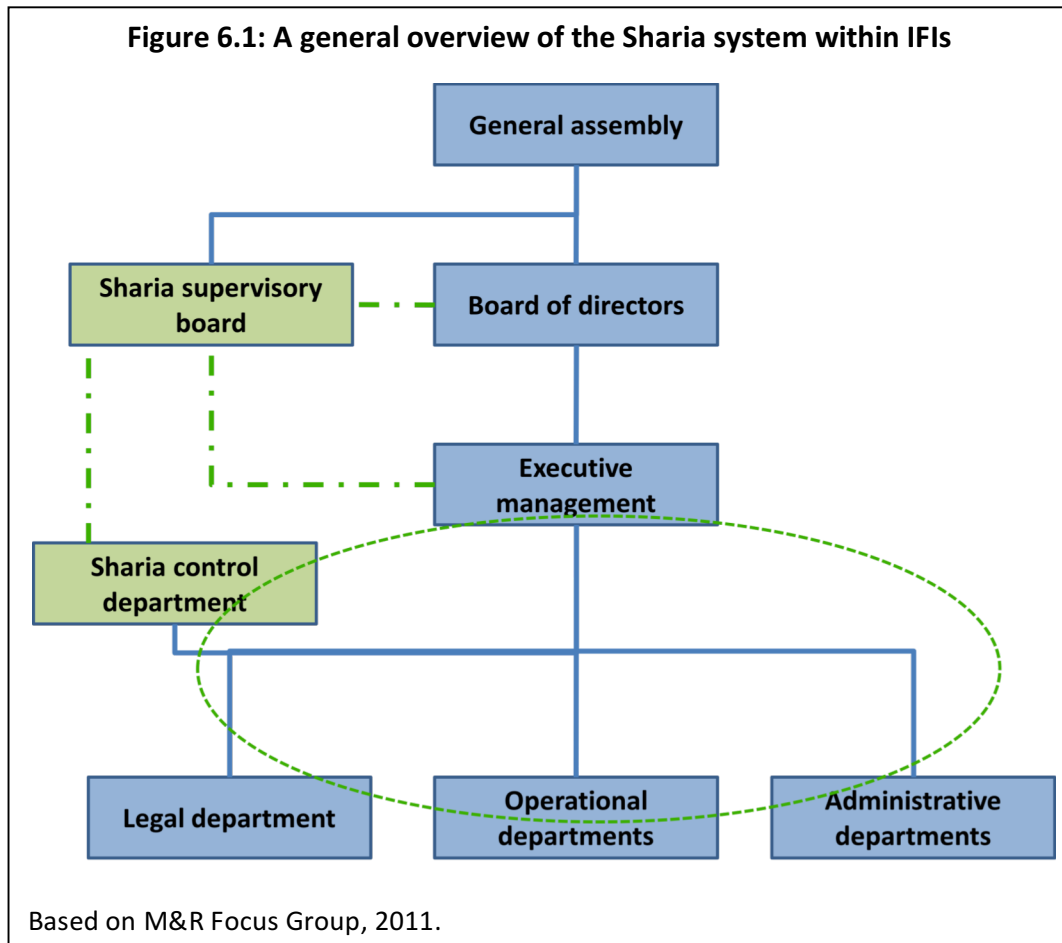 Figure 6.1: A general overview of the Sharia system within IFIs
General assembly
Sharia supervisory
board
Board of directors
Executive
management
Sharia control
department
Legal department
Operational
departments
Administrative
departments
Based on M&R Focus Group, 2011.